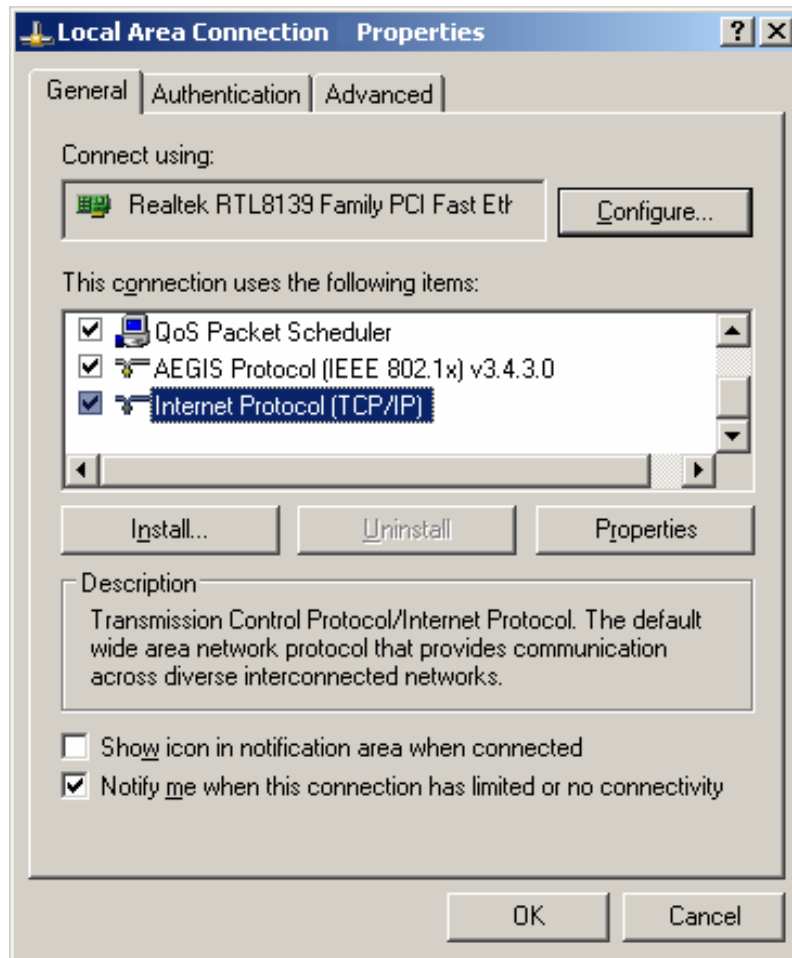 Local Area Connection Properties
General Authentication Advanced
Connect using:
Realtek RTL8139 Family PCI Fast Eth Configure...
This connection uses the following items:
QoS Packet Scheduler
AEGIS Protocol (IEEE 802.1x) v3.4.3.0
Internet Protocol (TCP/IP)
Install... Uninstall Properties
Description
Transmission Control Protocol/Internet Protocol. The default
wide area network protocol that provides communication
across diverse interconnected networks.
Show icon in notification area when connected
Notify me when this connection has limited or no connectivity
OK Cancel